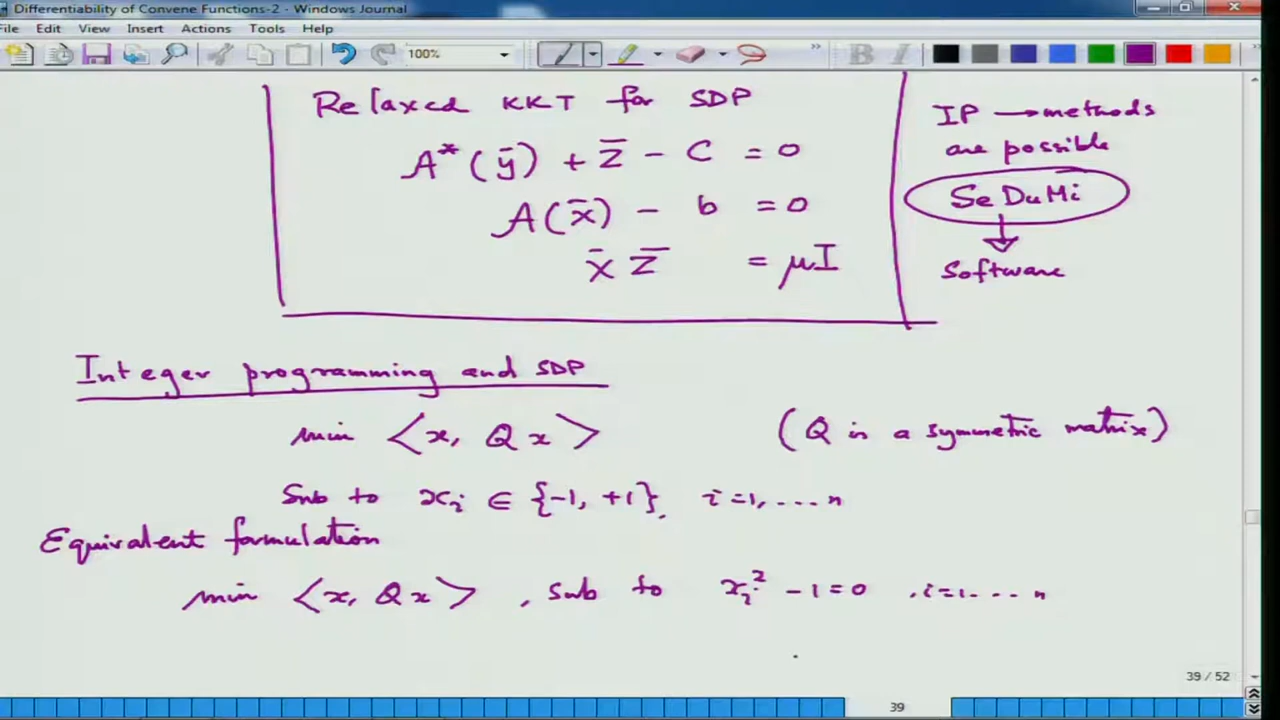 Differentiability of Convene Functions-2 - Windows Journal
File Edit View Insert Actions Tools Help
100%
Relaxed KKT for SDP
A*(ȳ) + Z̄ - C = 0
A(x̄) - b = 0
x̄ Z̄ = μI
IP → methods
are possible
SeDuMi
Software
Integer programming and SDP
min <x, Qx> (Q is a symmetric matrix)
Sub to xᵢ ∈ {-1, +1}, i=1,....n
Equivalent formulation
min <x, Qx> , sub to xᵢ² - 1 = 0 , i=1....n
39 / 52
39